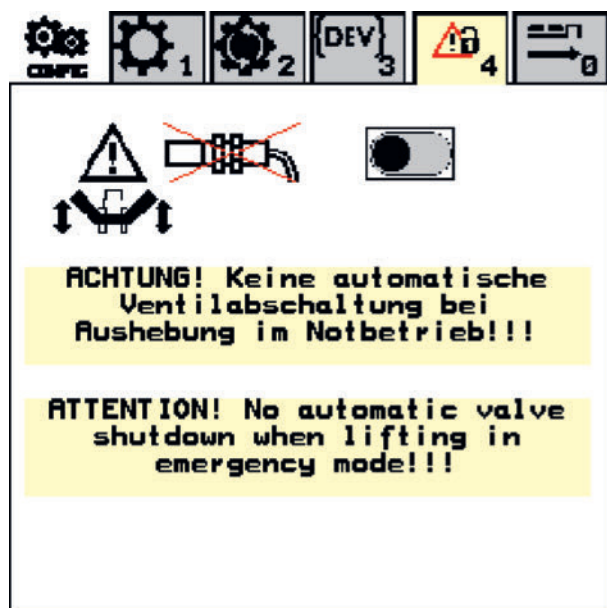 CONFIG
1
2
{DEV}
3
4
0
ACHTUNG! Keine automatische
Ventilabschaltung bei
Aushebung im Notbetrieb!!!
ATTENTION! No automatic valve
shutdown when lifting in
emergency mode!!!